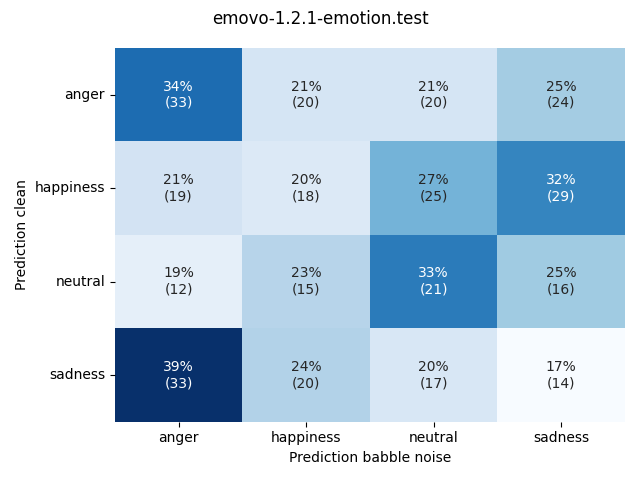 emovo-1.2.1-emotion.test
Prediction clean
anger
34%
(33)
21%
(20)
21%
(20)
25%
(24)
happiness
21%
(19)
20%
(18)
27%
(25)
32%
(29)
neutral
19%
(12)
23%
(15)
33%
(21)
25%
(16)
sadness
39%
(33)
24%
(20)
20%
(17)
17%
(14)
anger
happiness
neutral
sadness
Prediction babble noise